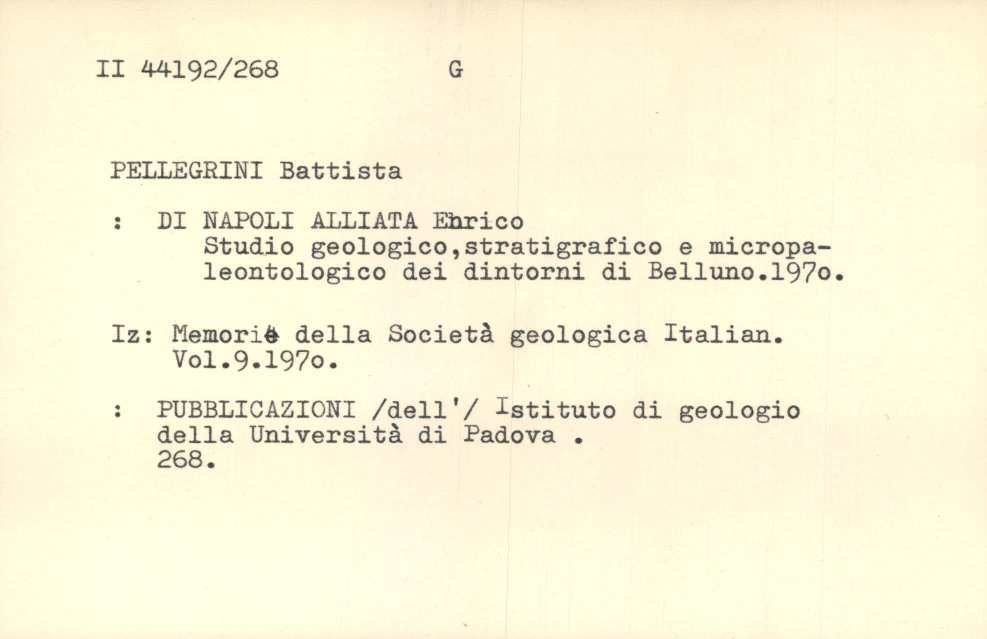 II 44192/268 G
PELLEGRINI Battista
: DI NAPOLI ALLIATA Enrico
Studio geologico,stratigrafico e micropa-
leontologico dei dintorni di Belluno.197o.
Iz: Memorie della Società geologica Italian.
Vol.9.197o.
: PUBBLICAZIONI /dell'/ Istituto di geologio
della Università di Padova .
268.